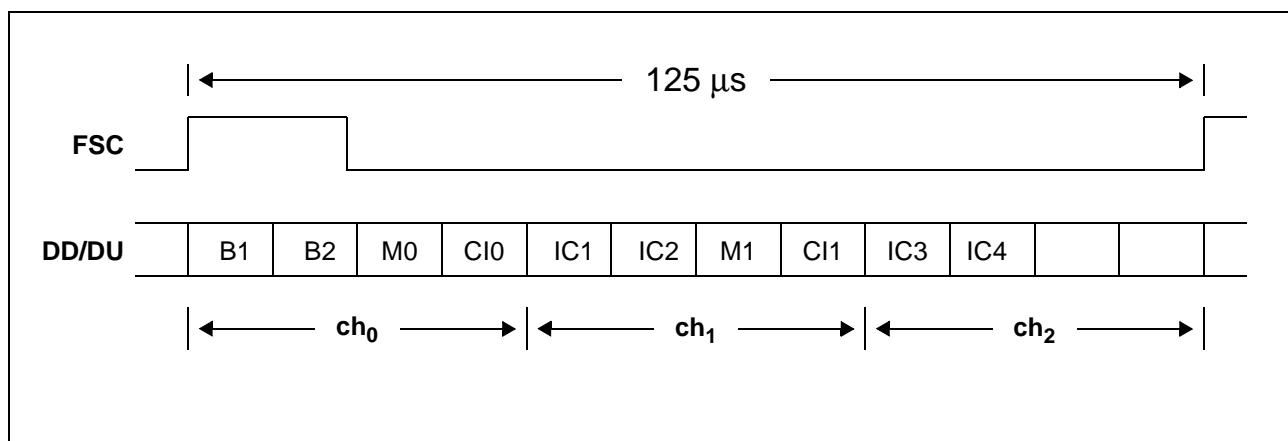 125 μs
FSC
DD/DU B1 B2 M0 CI0 IC1 IC2 M1 CI1 IC3 IC4
ch0 ch1 ch2